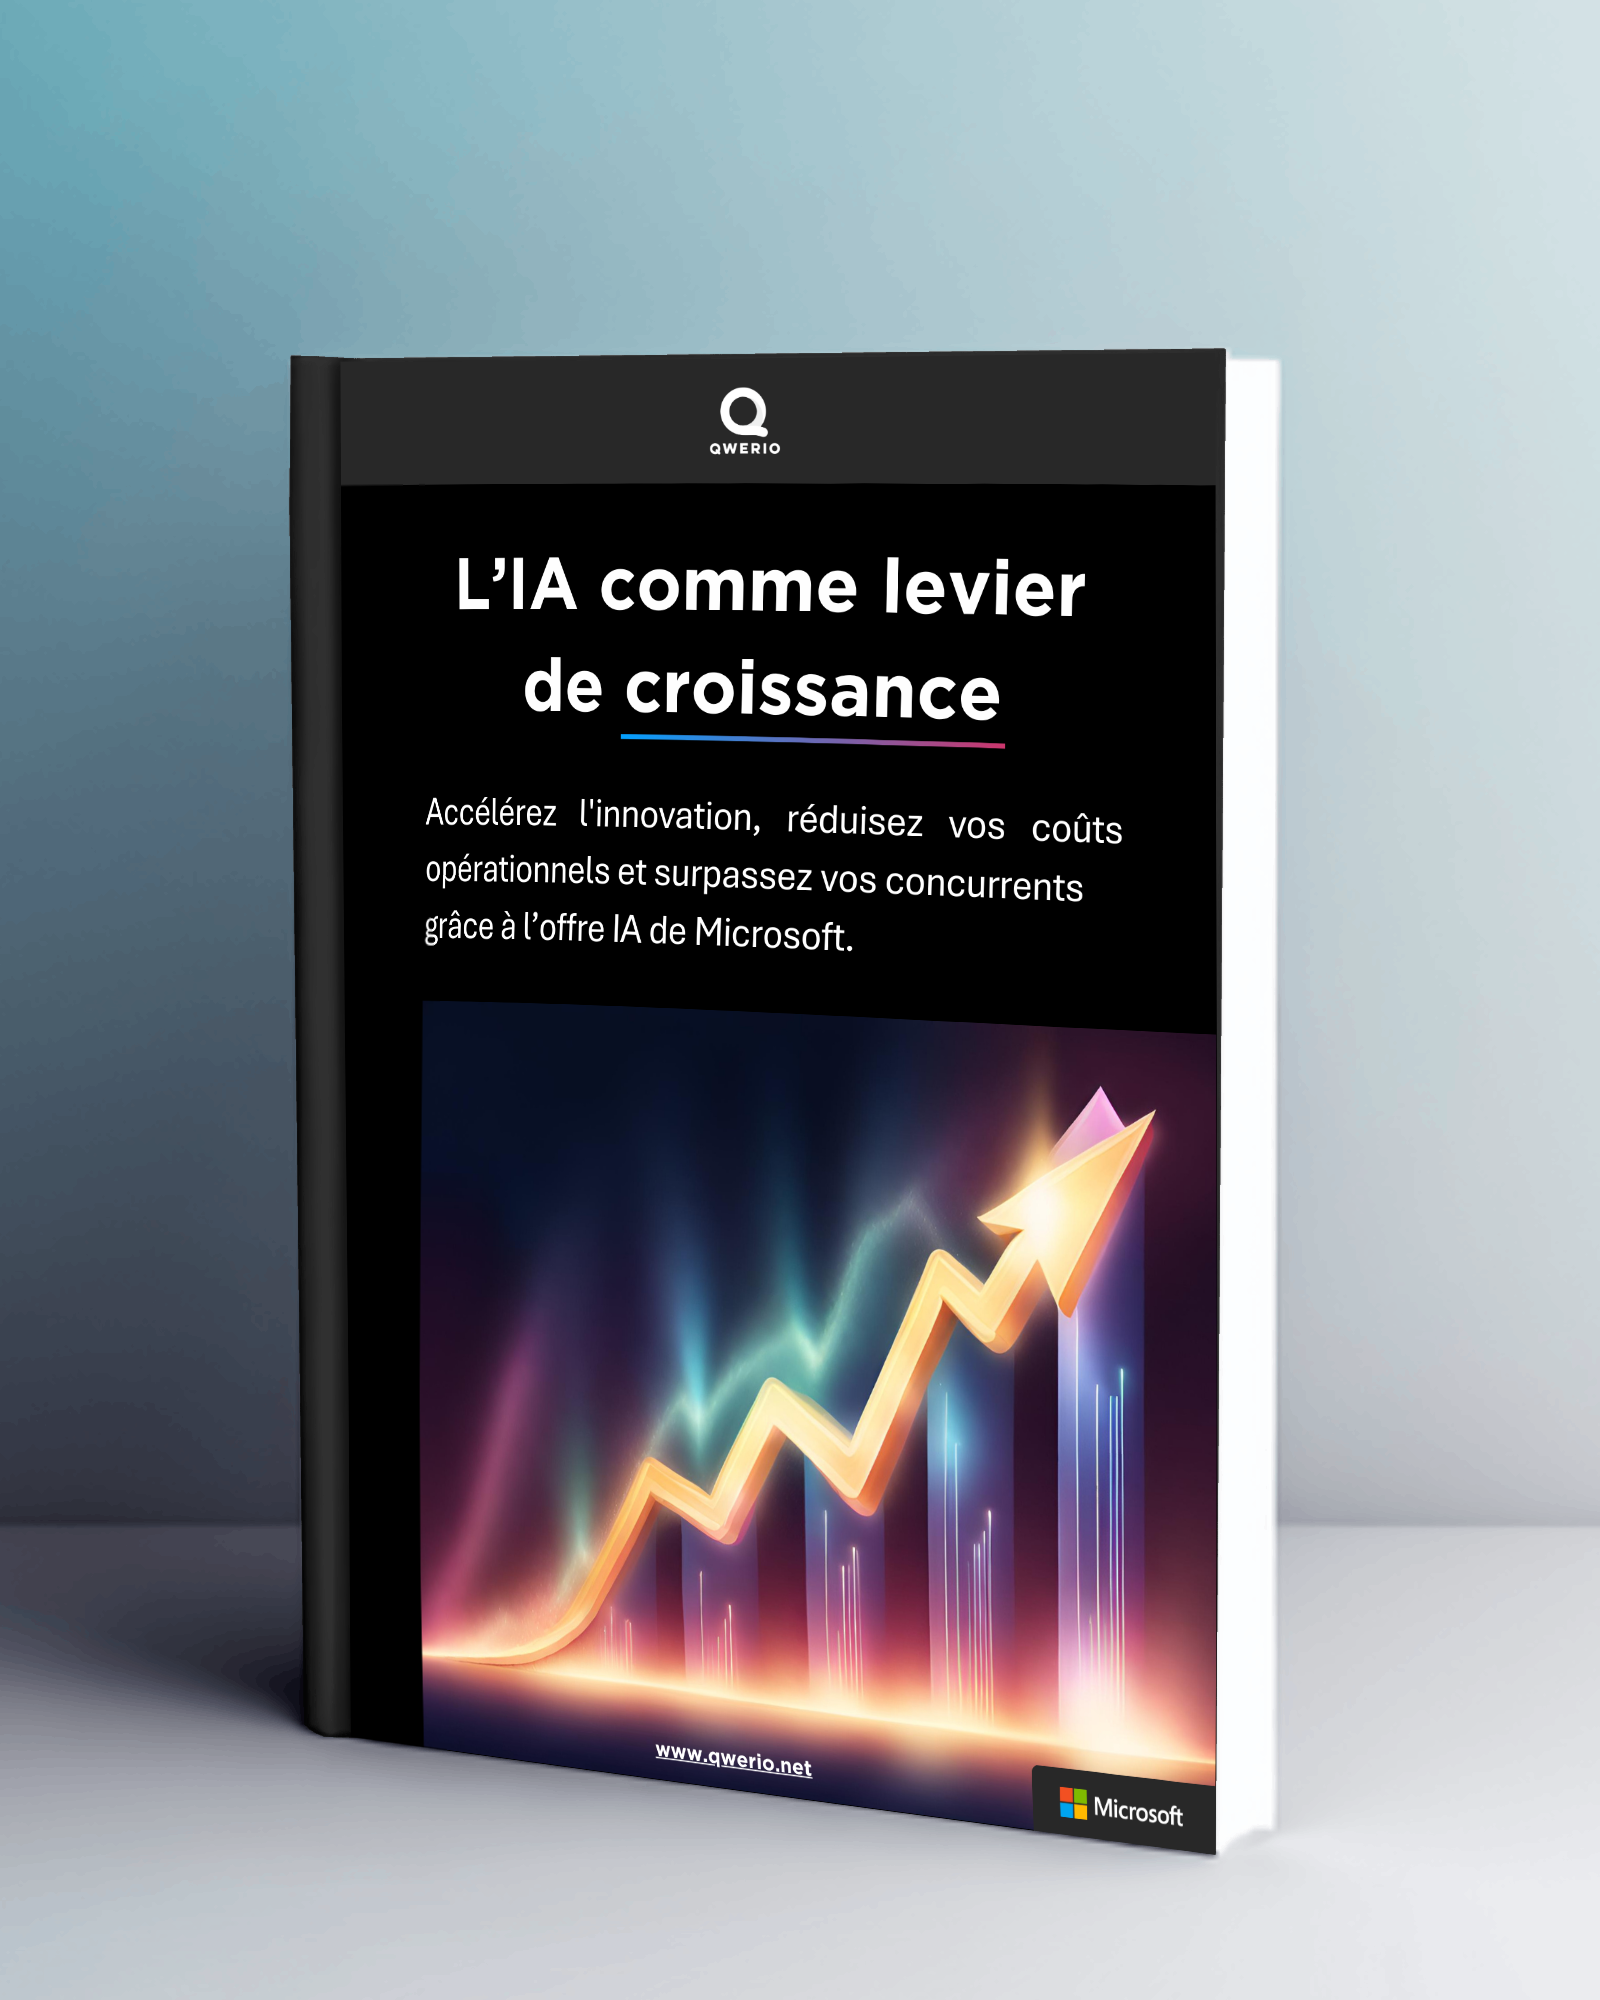 QWERIO
L’IA comme levier
de croissance
Accélérez l'innovation, réduisez vos coûts
opérationnels et surpassez vos concurrents
grâce à l’offre IA de Microsoft.
www.qwerio.net
Microsoft